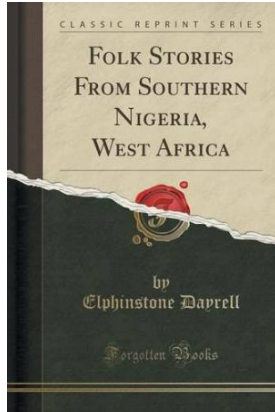 CLASSIC REPRINT SERIES
FOLK STORIES
FROM SOUTHERN
NIGERIA,
WEST AFRICA
by
Elphinstone Dayrell
Forgotten Books